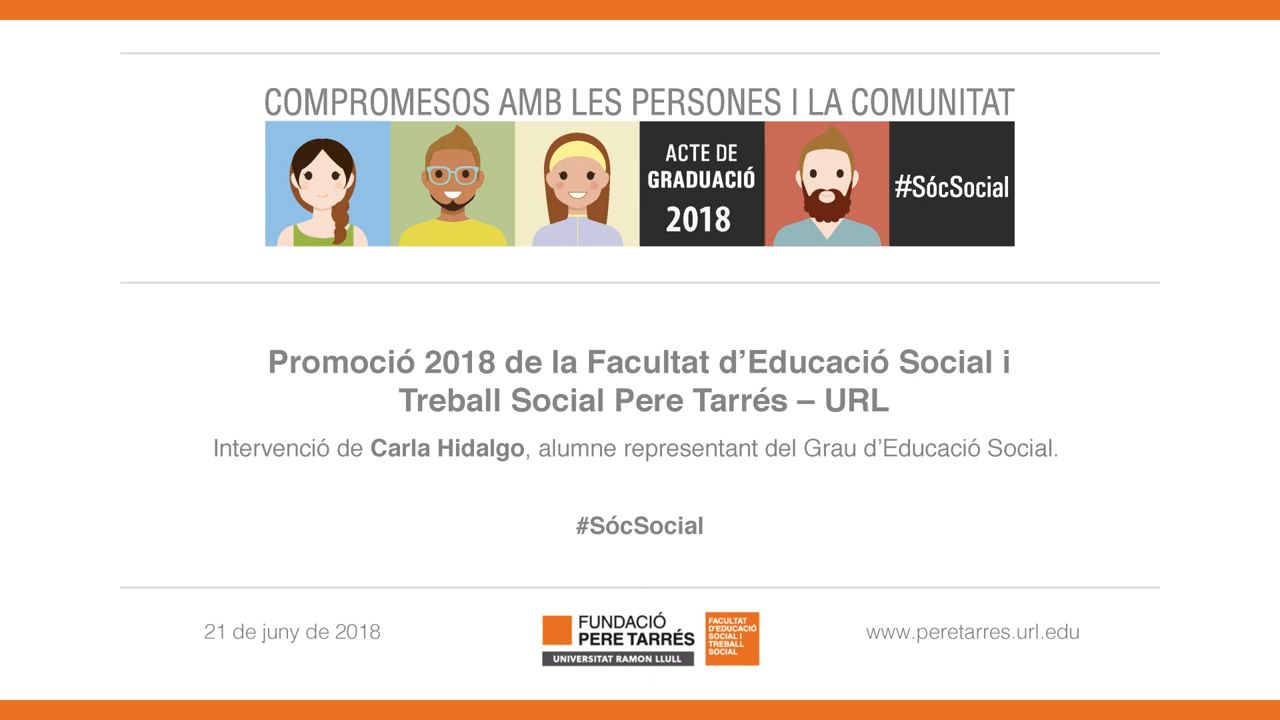 COMPROMESOS AMB LES PERSONES I LA COMUNITAT
ACTE DE
GRADUACIÓ
2018
#SócSocial
Promoció 2018 de la Facultat d’Educació Social i
Treball Social Pere Tarrés – URL
Intervenció de Carla Hidalgo, alumne representant del Grau d’Educació Social.
#SócSocial
21 de juny de 2018
FUNDACIÓ
PERE TARRÉS
UNIVERSITAT RAMON LLULL
FACULTAT
D'EDUCACIÓ
SOCIAL I
TREBALL
SOCIAL
www.peretarres.url.edu